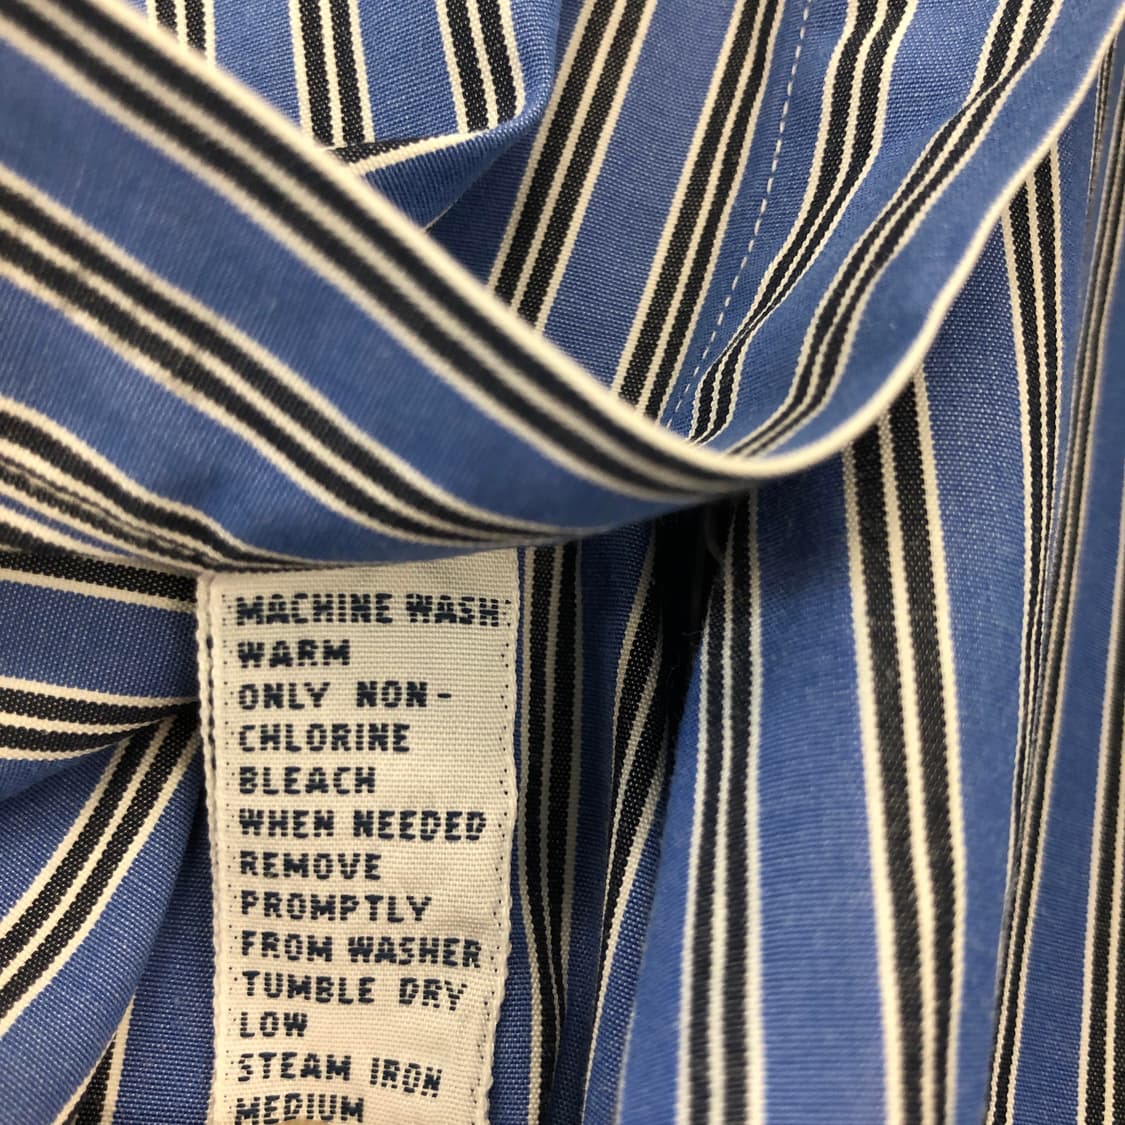 MACHINE WASH
WARM
ONLY NON-
CHLORINE
BLEACH
WHEN NEEDED
REMOVE
PROMPTLY
FROM WASHER
TUMBLE DRY
LOW
STEAM IRON
MEDIUM